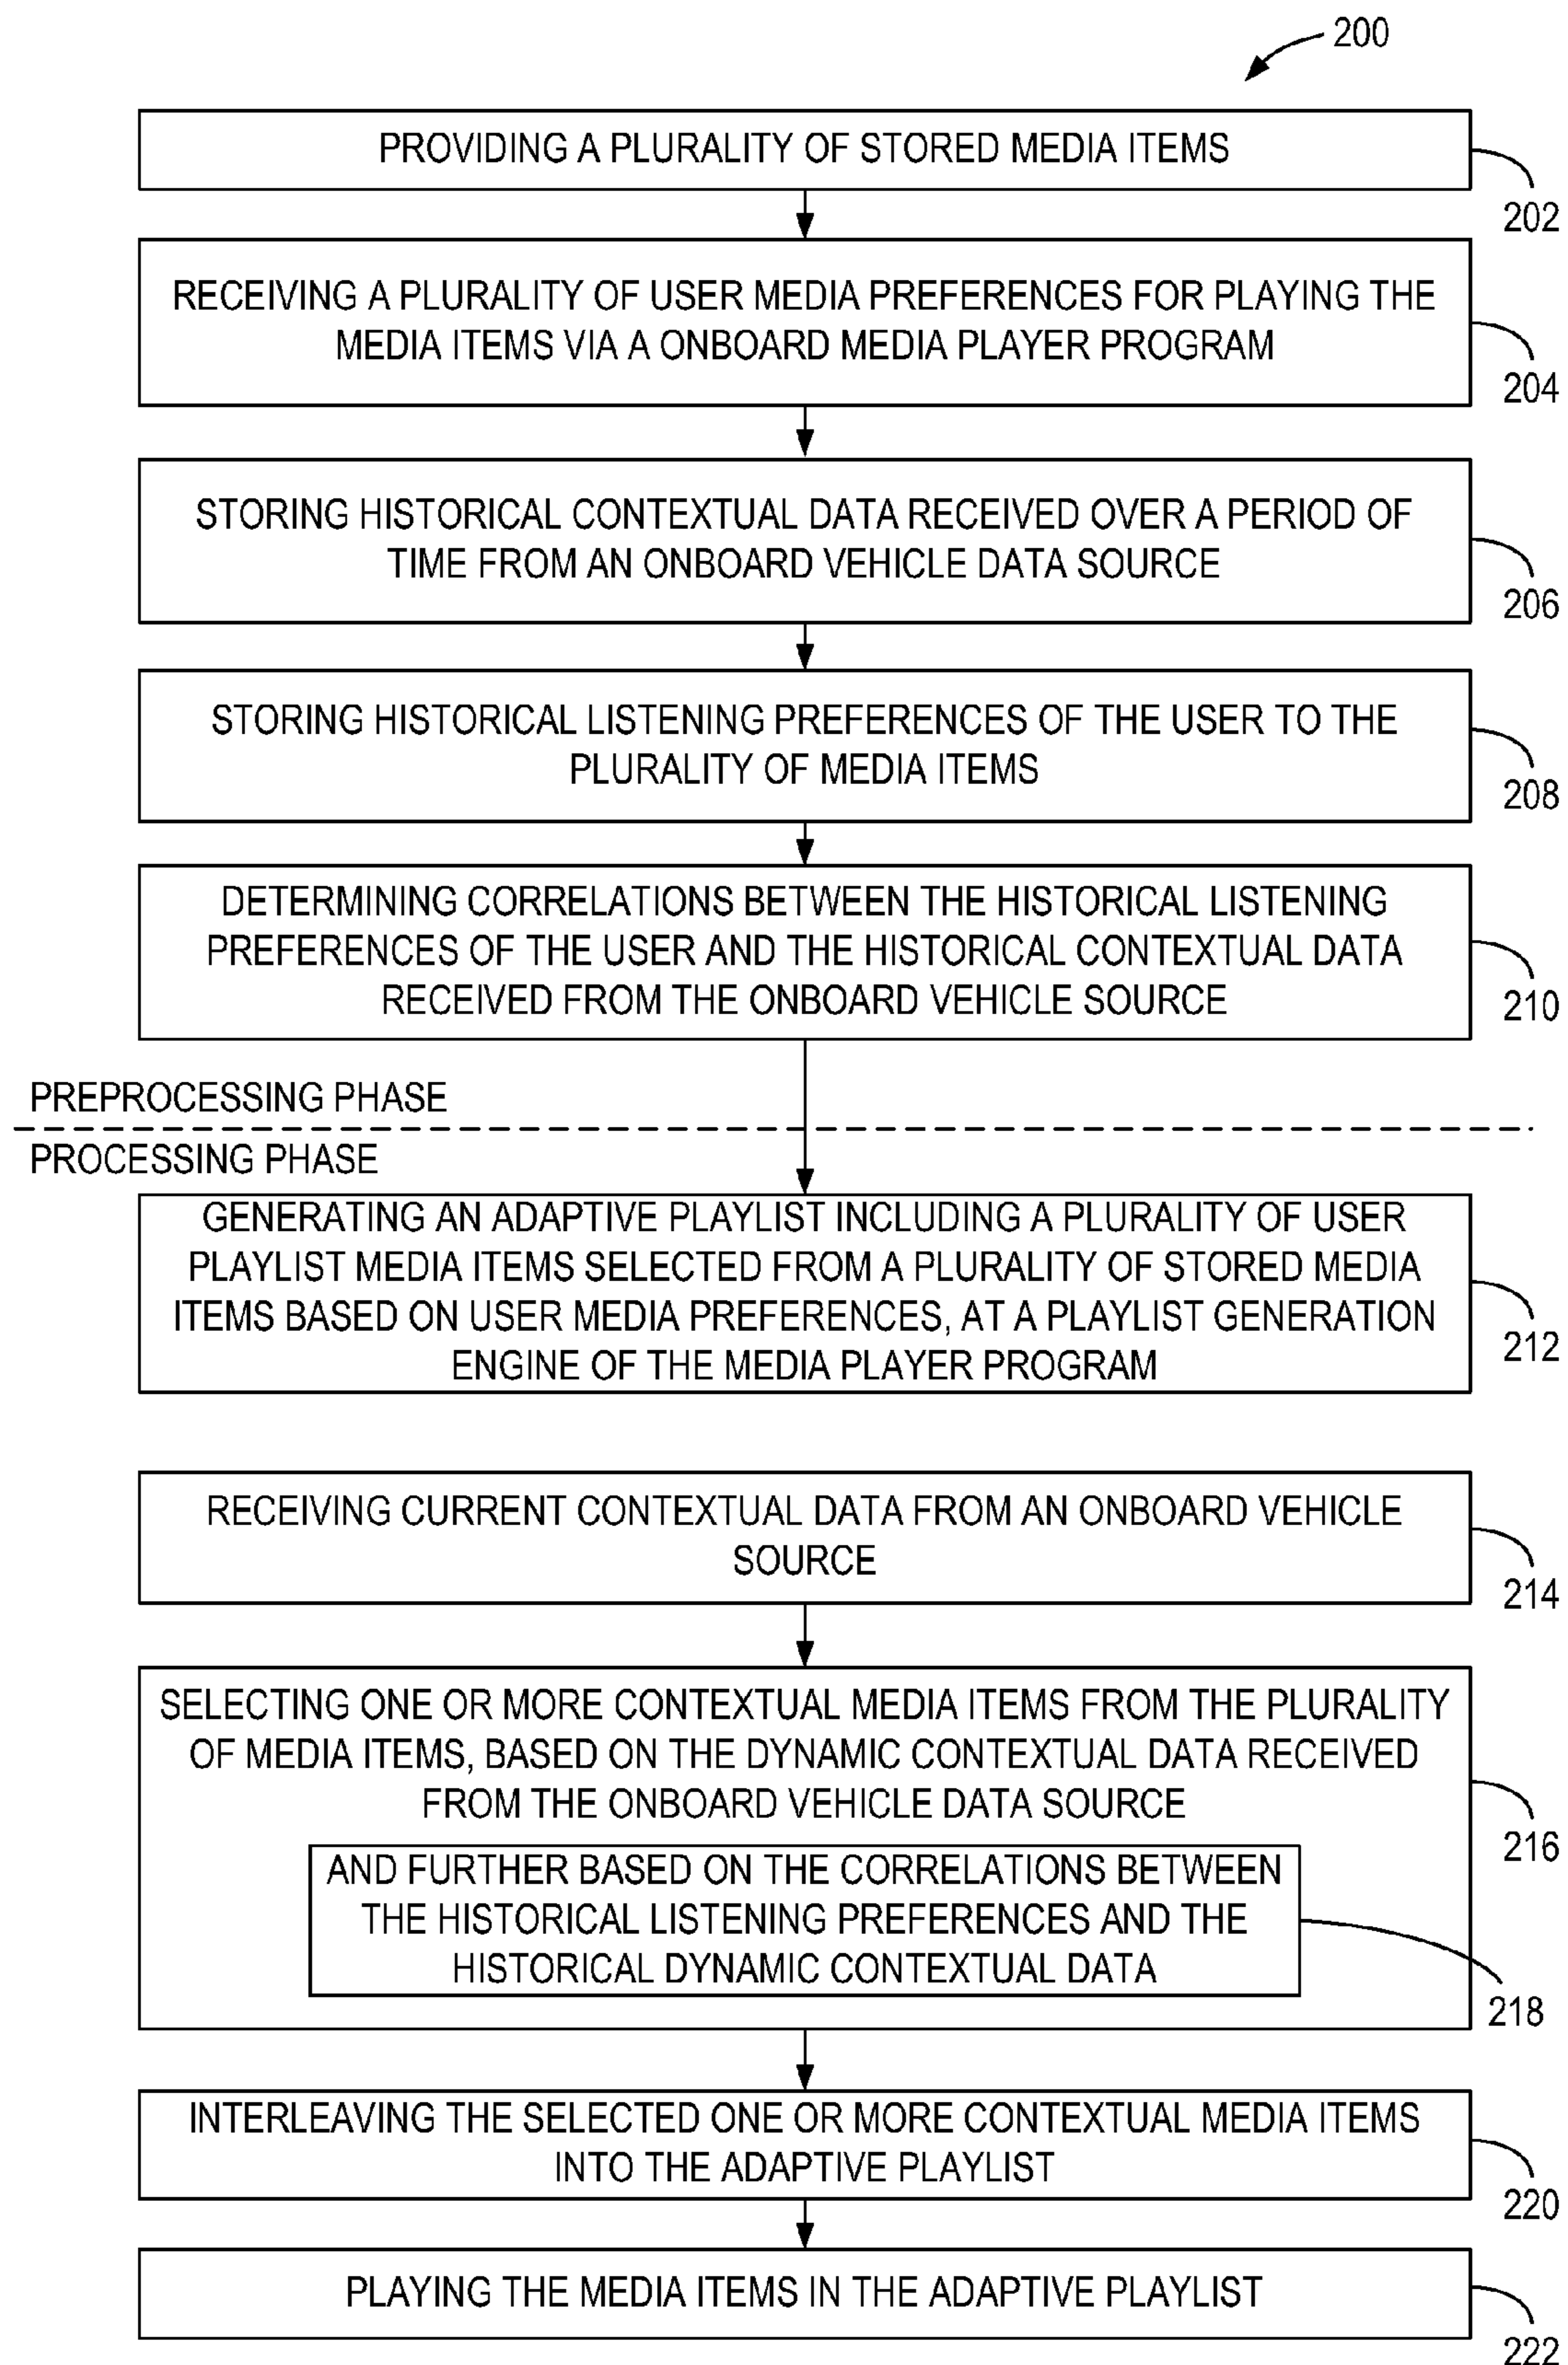 200
PROVIDING A PLURALITY OF STORED MEDIA ITEMS
202
RECEIVING A PLURALITY OF USER MEDIA PREFERENCES FOR PLAYING THE
MEDIA ITEMS VIA A ONBOARD MEDIA PLAYER PROGRAM
204
STORING HISTORICAL CONTEXTUAL DATA RECEIVED OVER A PERIOD OF
TIME FROM AN ONBOARD VEHICLE DATA SOURCE
206
STORING HISTORICAL LISTENING PREFERENCES OF THE USER TO THE
PLURALITY OF MEDIA ITEMS
208
DETERMINING CORRELATIONS BETWEEN THE HISTORICAL LISTENING
PREFERENCES OF THE USER AND THE HISTORICAL CONTEXTUAL DATA
RECEIVED FROM THE ONBOARD VEHICLE SOURCE
210
PREPROCESSING PHASE
PROCESSING PHASE
GENERATING AN ADAPTIVE PLAYLIST INCLUDING A PLURALITY OF USER
PLAYLIST MEDIA ITEMS SELECTED FROM A PLURALITY OF STORED MEDIA
ITEMS BASED ON USER MEDIA PREFERENCES, AT A PLAYLIST GENERATION
ENGINE OF THE MEDIA PLAYER PROGRAM
212
RECEIVING CURRENT CONTEXTUAL DATA FROM AN ONBOARD VEHICLE
SOURCE
214
SELECTING ONE OR MORE CONTEXTUAL MEDIA ITEMS FROM THE PLURALITY
OF MEDIA ITEMS, BASED ON THE DYNAMIC CONTEXTUAL DATA RECEIVED
FROM THE ONBOARD VEHICLE DATA SOURCE
216
AND FURTHER BASED ON THE CORRELATIONS BETWEEN
THE HISTORICAL LISTENING PREFERENCES AND THE
HISTORICAL DYNAMIC CONTEXTUAL DATA
218
INTERLEAVING THE SELECTED ONE OR MORE CONTEXTUAL MEDIA ITEMS
INTO THE ADAPTIVE PLAYLIST
220
PLAYING THE MEDIA ITEMS IN THE ADAPTIVE PLAYLIST
222